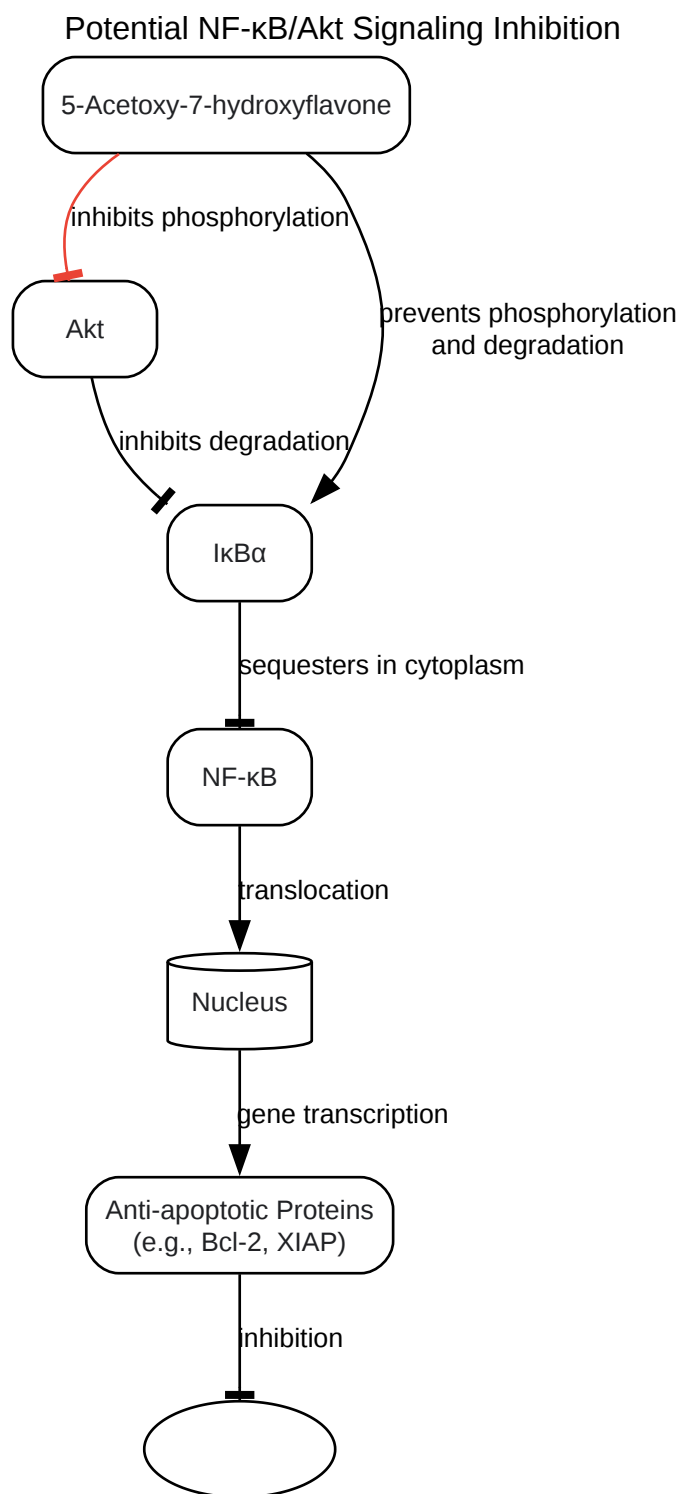 Potential NF-κB/Akt Signaling Inhibition
5-Acetoxy-7-hydroxyflavone
inhibits phosphorylation
prevents phosphorylation
and degradation
Akt
inhibits degradation
IκBα
sequesters in cytoplasm
NF-κB
translocation
Nucleus
gene transcription
Anti-apoptotic Proteins
(e.g., Bcl-2, XIAP)
inhibition